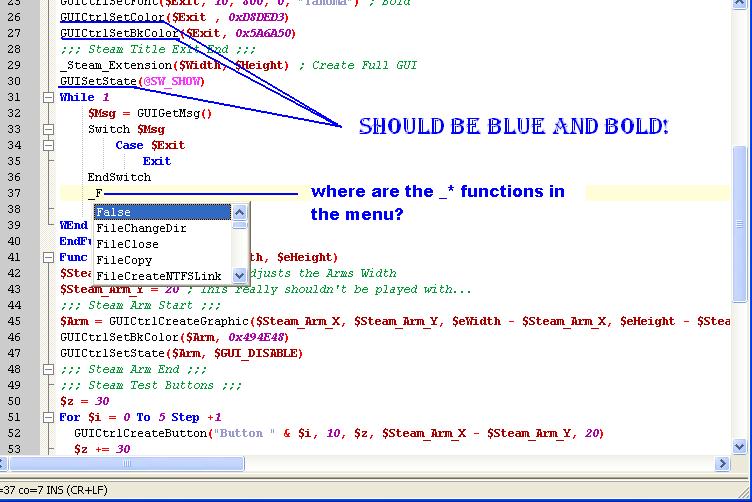 25 GUICtrlSetFont($Exit, 10, 800, 0, "Tahoma") ; Bold
26 GUICtrlSetColor($Exit , 0xD8DED3)
27 GUICtrlSetBkColor($Exit, 0x5A6A50)
28 ;;; Steam Title Exit End ;;;
29 _Steam_Extension($Width, $Height) ; Create Full GUI
30 GUISetState(@SW_SHOW)
31 While 1
32 $Msg = GUIGetMsg()
SHOULD BE BLUE AND BOLD!
33 Switch $Msg
34 Case $Exit
35 Exit
36 EndSwitch
37 _F
where are the _* functions in
the menu?
38 False
FileChangeDir
39 WEnd FileClose
40 EndFu FileCopy
41 Func th, $eHeight)
FileCreateNTFSLink
42 $Stea djusts the Arms Width
43 $Steam_Arm_Y = 20 ; This really shouldn't be played with...
44 ;;; Steam Arm Start ;;;
45 $Arm = GUICtrlCreateGraphic($Steam_Arm_X, $Steam_Arm_Y, $eWidth - $Steam_Arm_X, $eHeight - $Stea
46 GUICtrlSetBkColor($Arm, 0x494E48)
47 GUICtrlSetState($Arm, $GUI_DISABLE)
48 ;;; Steam Arm End ;;;
49 ;;; Steam Test Buttons ;;;
50 $z = 30
51 For $i = 0 To 5 Step +1
52 GUICtrlCreateButton("Button " & $i, 10, $z, $Steam_Arm_X - $Steam_Arm_X, 20)
53 $z += 30
=37 co=7 INS (CR+LF)